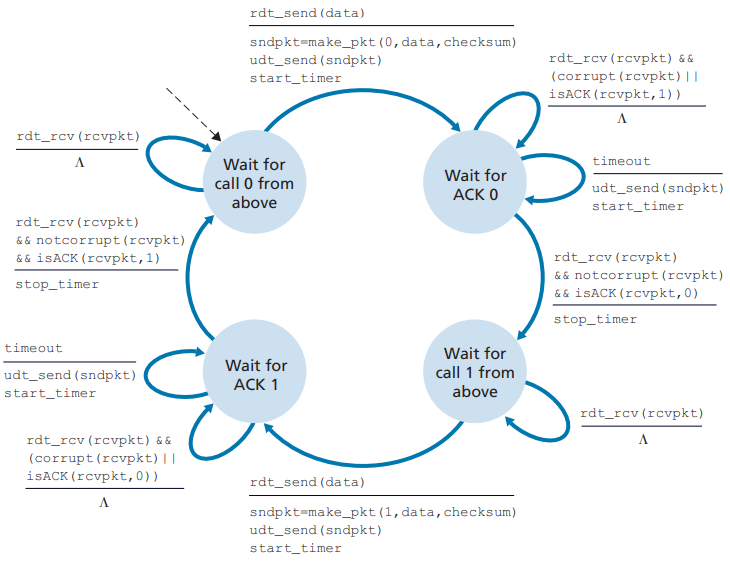 rdt_send(data)
sndpkt=make_pkt(0,data,checksum)
udt_send(sndpkt)
start_timer
rdt_rcv(rcvpkt) &&
(corrupt(rcvpkt)||
isACK(rcvpkt,1))
Λ
rdt_rcv(rcvpkt)
Λ
Wait for
call 0 from
above
Wait for
ACK 0
timeout
udt_send(sndpkt)
start_timer
rdt_rcv(rcvpkt)
&& notcorrupt(rcvpkt)
&& isACK(rcvpkt,1)
stop_timer
rdt_rcv(rcvpkt)
&& notcorrupt(rcvpkt)
&& isACK(rcvpkt,0)
stop_timer
timeout
udt_send(sndpkt)
start_timer
Wait for
ACK 1
Wait for
call 1 from
above
rdt_rcv(rcvpkt)
Λ
rdt_rcv(rcvpkt) &&
(corrupt(rcvpkt)||
isACK(rcvpkt,0))
Λ
rdt_send(data)
sndpkt=make_pkt(1,data,checksum)
udt_send(sndpkt)
start_timer